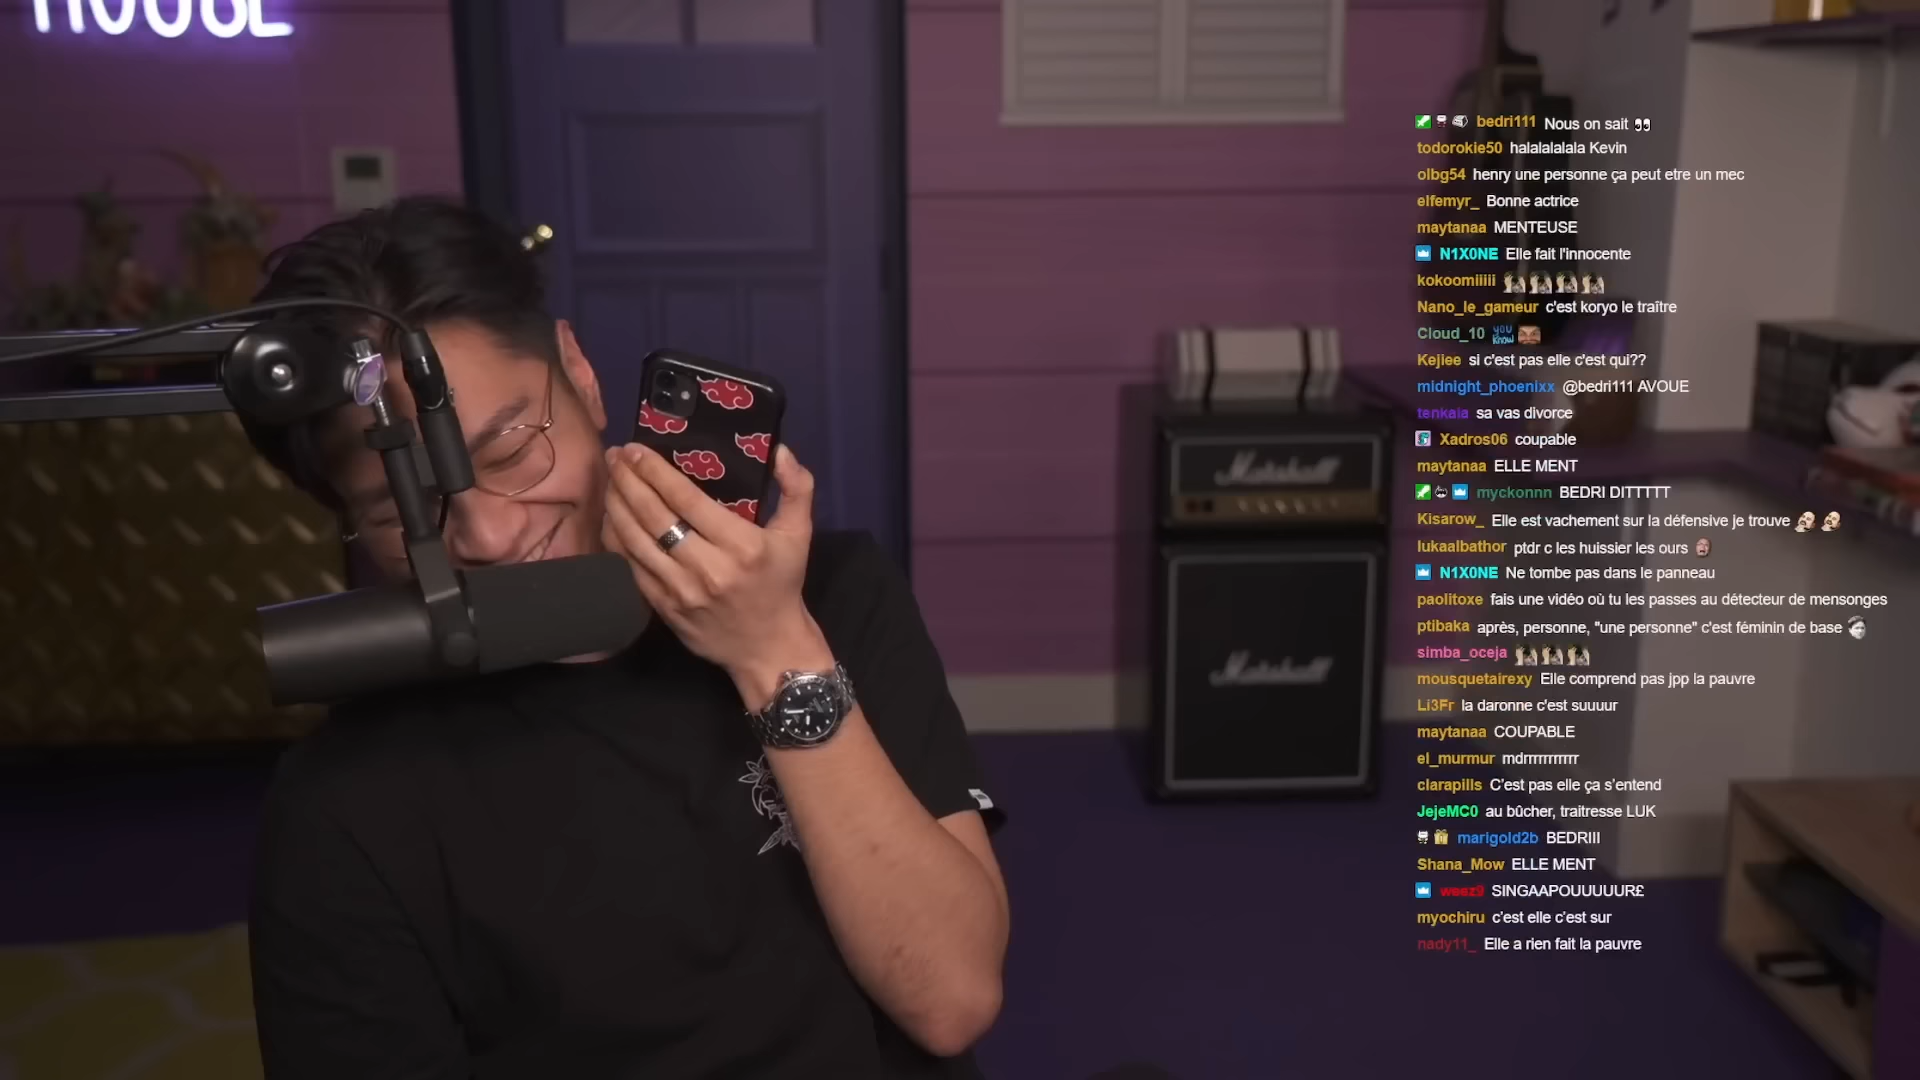 HOUSE
Marshall
Marshall
bedri111 Nous on sait
todorokie50 halalalalala Kevin
olbg54 henry une personne ça peut etre un mec
elfemyr_ Bonne actrice
maytanaa MENTEUSE
N1X0NE Elle fait l'innocente
kokoomiiiii
Nano_le_gameur c'est koryo le traître
Cloud_10 you know
Kejiee si c'est pas elle c'est qui??
midnight_phoenixx @bedri111 AVOUE
tenkaia sa vas divorce
Xadros06 coupable
maytanaa ELLE MENT
myckonnn BEDRI DITTTTT
Kisarow_ Elle est vachement sur la défensive je trouve
lukaalbathor ptdr c les huissier les ours
N1X0NE Ne tombe pas dans le panneau
paolitoxe fais une vidéo où tu les passes au détecteur de mensonges
ptibaka après, personne, "une personne" c'est féminin de base
simba_oceja
mousquetairexy Elle comprend pas jpp la pauvre
Li3Fr la daronne c'est suuuur
maytanaa COUPABLE
el_murmur mdrrrrrrrrrr
clarapills C'est pas elle ça s'entend
JejeMC0 au bûcher, traitresse LUK
marigold2b BEDRIII
Shana_Mow ELLE MENT
weez9 SINGAAPOUUUUUR£
myochiru c'est elle c'est sur
nady11_ Elle a rien fait la pauvre